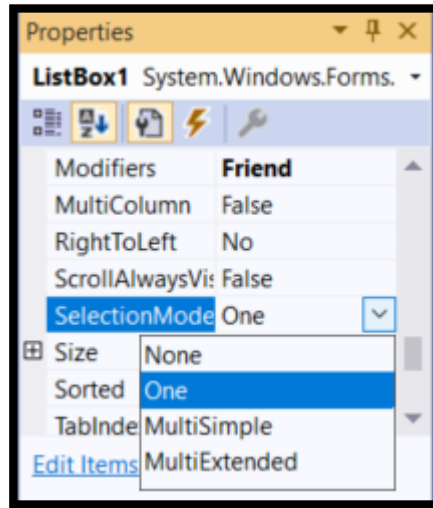 Properties
ListBox1 System.Windows.Forms.
Modifiers Friend
MultiColumn False
RightToLeft No
ScrollAlwaysVis False
SelectionMode One
Size None
Sorted One
TabInde MultiSimple
Edit Items MultiExtended